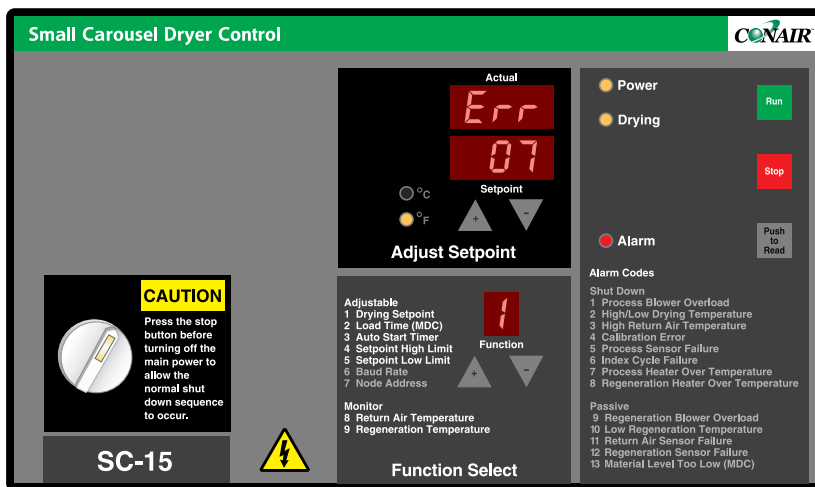 Small Carousel Dryer Control
CONAIR
Actual
Err
07
Setpoint
°C
°F
+
-
Adjust Setpoint
Power
Drying
Alarm
Run
Stop
Push
to
Read
CAUTION
Press the stop
button before
turning off the
main power to
allow the
normal shut
down sequence
to occur.
SC-15
Adjustable
1 Drying Setpoint
2 Load Time (MDC)
3 Auto Start Timer
4 Setpoint High Limit
5 Setpoint Low Limit
6 Baud Rate
7 Node Address
Monitor
8 Return Air Temperature
9 Regeneration Temperature
1
Function
+
-
Function Select
Alarm Codes
Shut Down
1 Process Blower Overload
2 High/Low Drying Temperature
3 High Return Air Temperature
4 Calibration Error
5 Process Sensor Failure
6 Index Cycle Failure
7 Process Heater Over Temperature
8 Regeneration Heater Over Temperature
Passive
9 Regeneration Blower Overload
10 Low Regeneration Temperature
11 Return Air Sensor Failure
12 Regeneration Sensor Failure
13 Material Level Too Low (MDC)